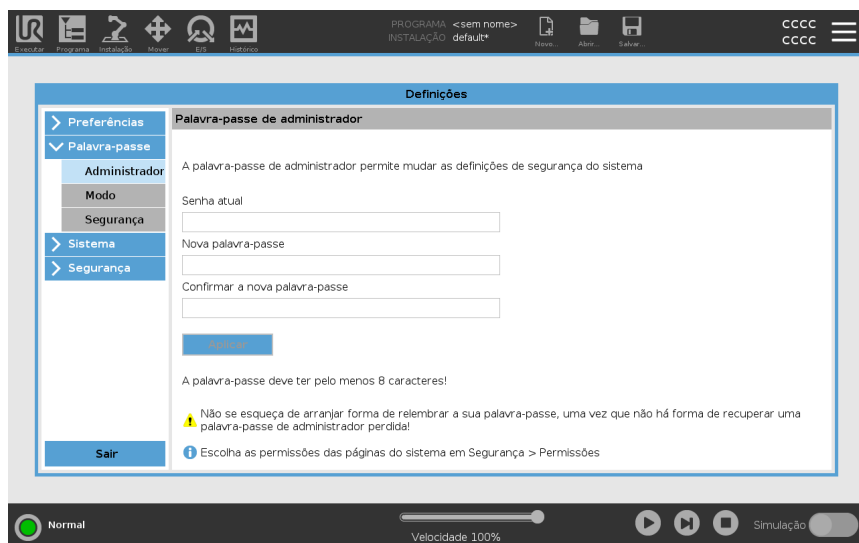 UR
PROGRAMA <sem nome>
INSTALAÇÃO default*
CCCC
CCCC
Executar Programa Instalação Mover E/S Histórico Novo... Abrir... Salvar...
Definições
Preferências
Palavra-passe
Administrador
Modo
Segurança
Sistema
Segurança
Sair
Palavra-passe de administrador
A palavra-passe de administrador permite mudar as definições de segurança do sistema
Senha atual
Nova palavra-passe
Confirmar a nova palavra-passe
Aplicar
A palavra-passe deve ter pelo menos 8 caracteres!
Não se esqueça de arranjar forma de relembrar a sua palavra-passe, uma vez que não há forma de recuperar uma
palavra-passe de administrador perdida!
Escolha as permissões das páginas do sistema em Segurança > Permissões
Normal
Velocidade 100%
Simulação